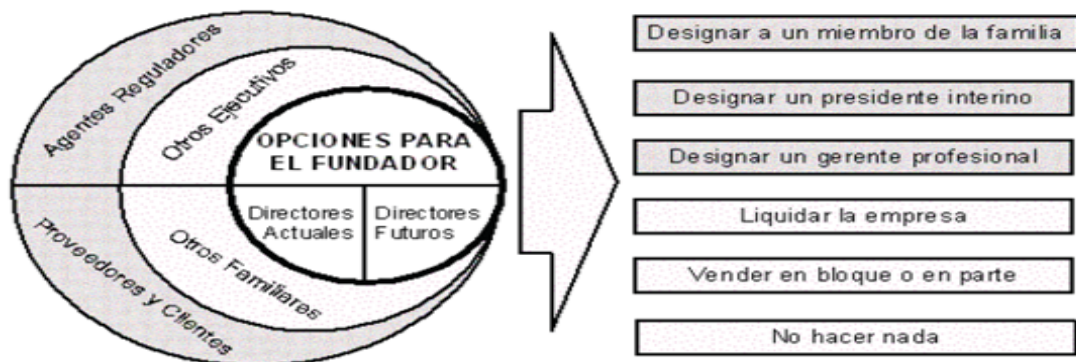 Agentes Reguladores
Otros Ejecutivos
OPCIONES PARA
EL FUNDADOR
Directores
Actuales
Directores
Futuros
Otros Familiares
Proveedores y Clientes
Designar a un miembro de la familia
Designar un presidente interino
Designar un gerente profesional
Liquidar la empresa
Vender en bloque o en parte
No hacer nada